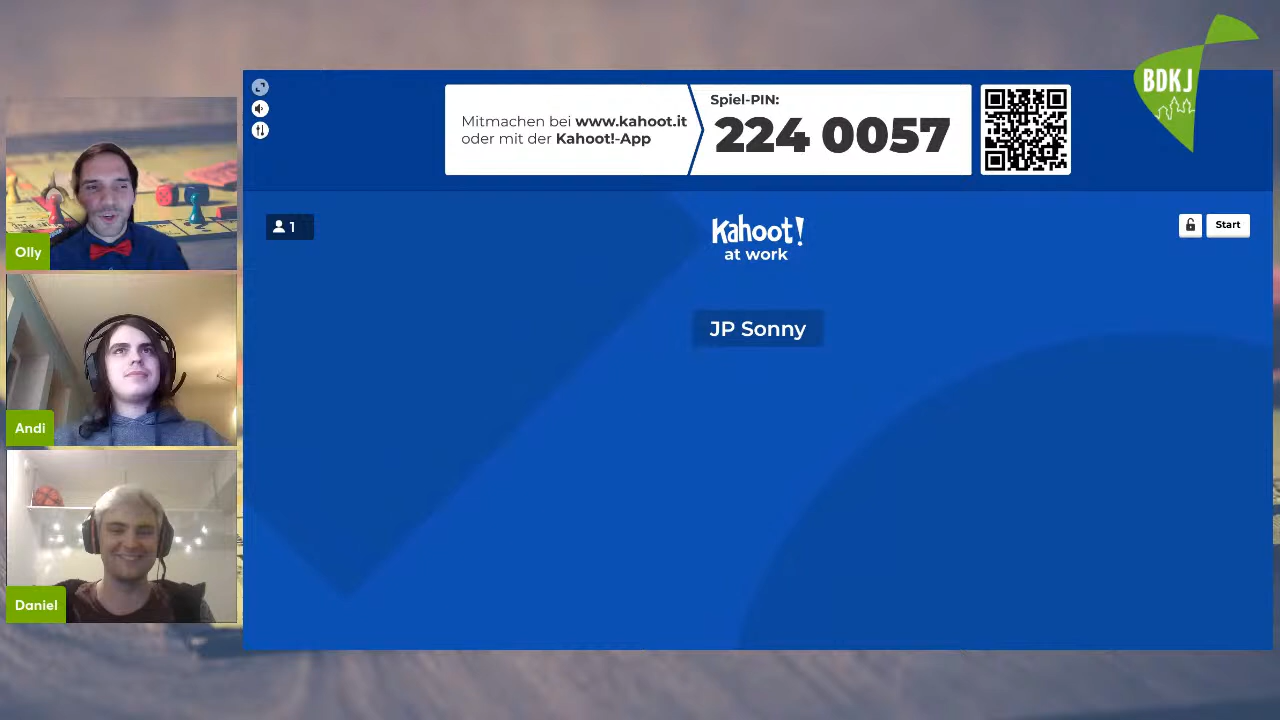 Mitmachen bei www.kahoot.it
oder mit der Kahoot!-App
Spiel-PIN:
224 0057
BDKJ
1
Kahoot!
at work
Start
JP Sonny
Olly
Andi
Daniel